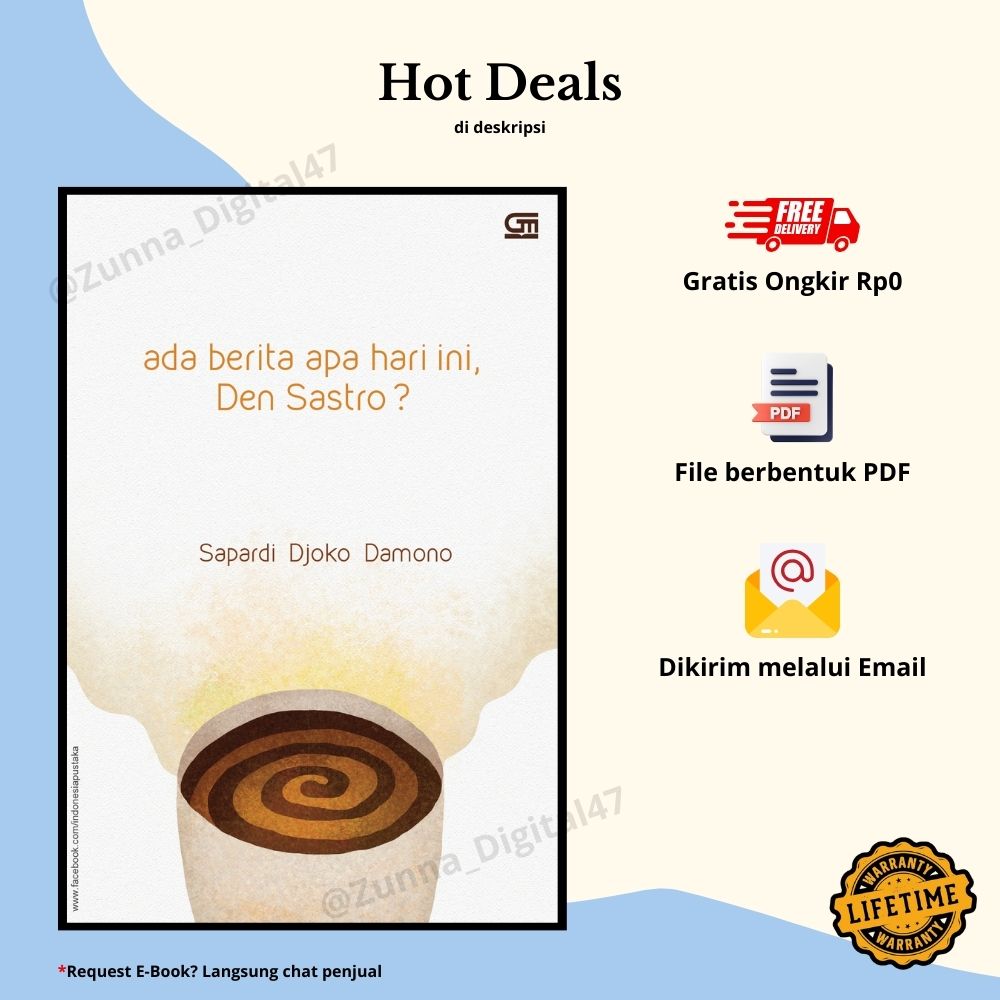 Hot Deals
di deskripsi
@Zunna_Digital47
GM
ada berita apa hari ini,
Den Sastro ?
Sapardi Djoko Damono
www.facebook.com/indonesiapustaka
@Zunna_Digital47
FREE
DELIVERY
Gratis Ongkir Rp0
PDF
File berbentuk PDF
@
Dikirim melalui Email
WARRANTY
LIFETIME
WARRANTY
*Request E-Book? Langsung chat penjual